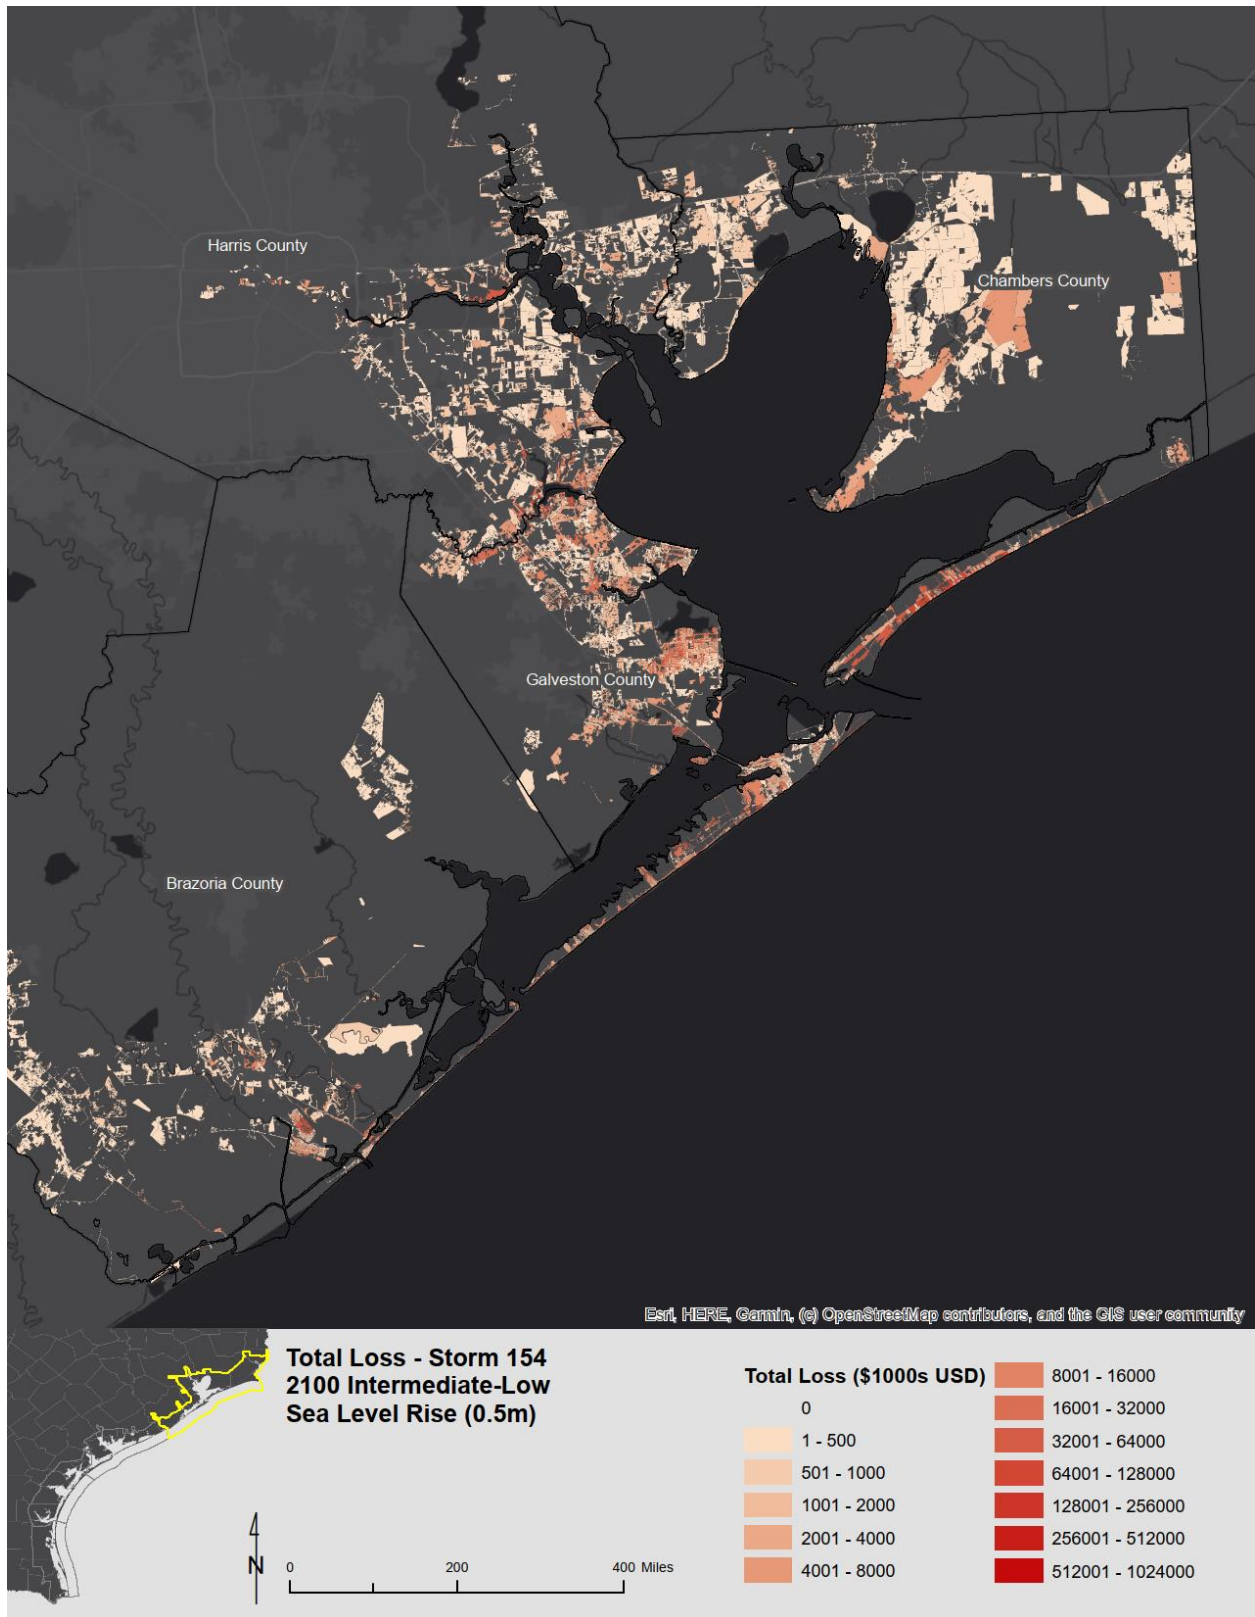 Harris County
Chambers County
Galveston County
Brazoria County
Esri, HERE, Garmin, (c) OpenStreetMap contributors, and the GIS user community
Total Loss - Storm 154
2100 Intermediate-Low
Sea Level Rise (0.5m)
N
0 200 400 Miles
Total Loss ($1000s USD)
0
1 - 500
501 - 1000
1001 - 2000
2001 - 4000
4001 - 8000
8001 - 16000
16001 - 32000
32001 - 64000
64001 - 128000
128001 - 256000
256001 - 512000
512001 - 1024000